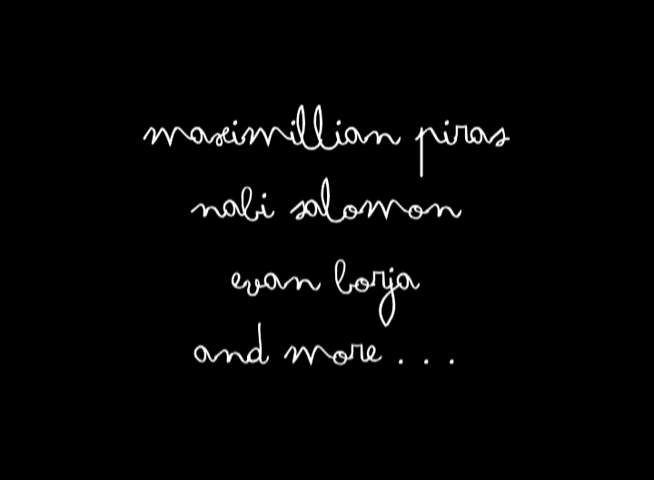 maximillian piras
nabi salomon
evan borja
and more . . .